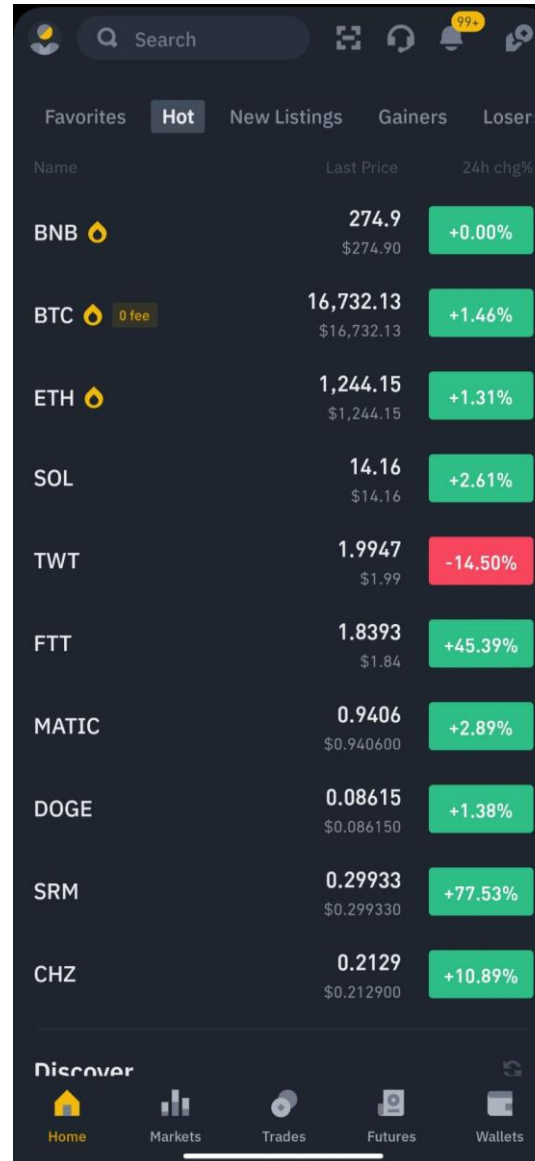 Search
99+
Favorites Hot New Listings Gainers Loser
Name Last Price 24h chg%
BNB 274.9 +0.00%
$274.90
BTC 0 fee 16,732.13 +1.46%
$16,732.13
ETH 1,244.15 +1.31%
$1,244.15
SOL 14.16 +2.61%
$14.16
TWT 1.9947 -14.50%
$1.99
FTT 1.8393 +45.39%
$1.84
MATIC 0.9406 +2.89%
$0.940600
DOGE 0.08615 +1.38%
$0.086150
SRM 0.29933 +77.53%
$0.299330
CHZ 0.2129 +10.89%
$0.212900
Discover
Home Markets Trades Futures Wallets